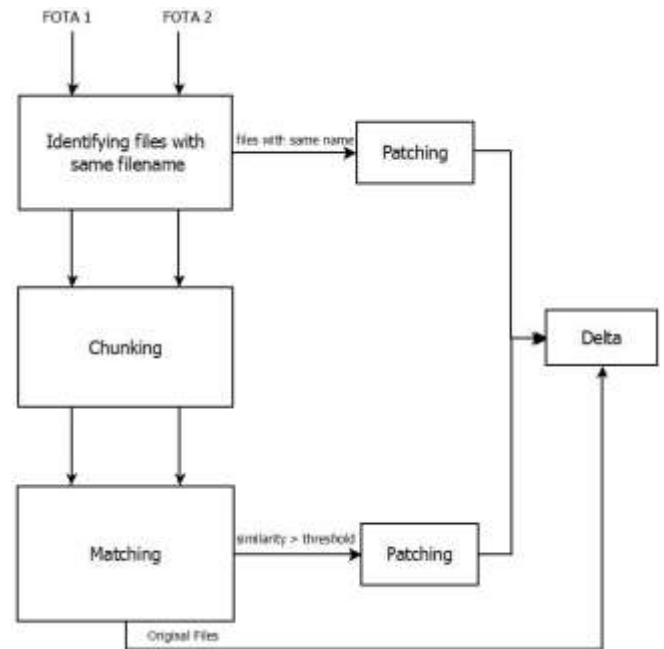 FOTA 1
FOTA 2
Identifying files with
same filename
files with same name
Patching
Chunking
Delta
Matching
similarity > threshold
Patching
Original Files